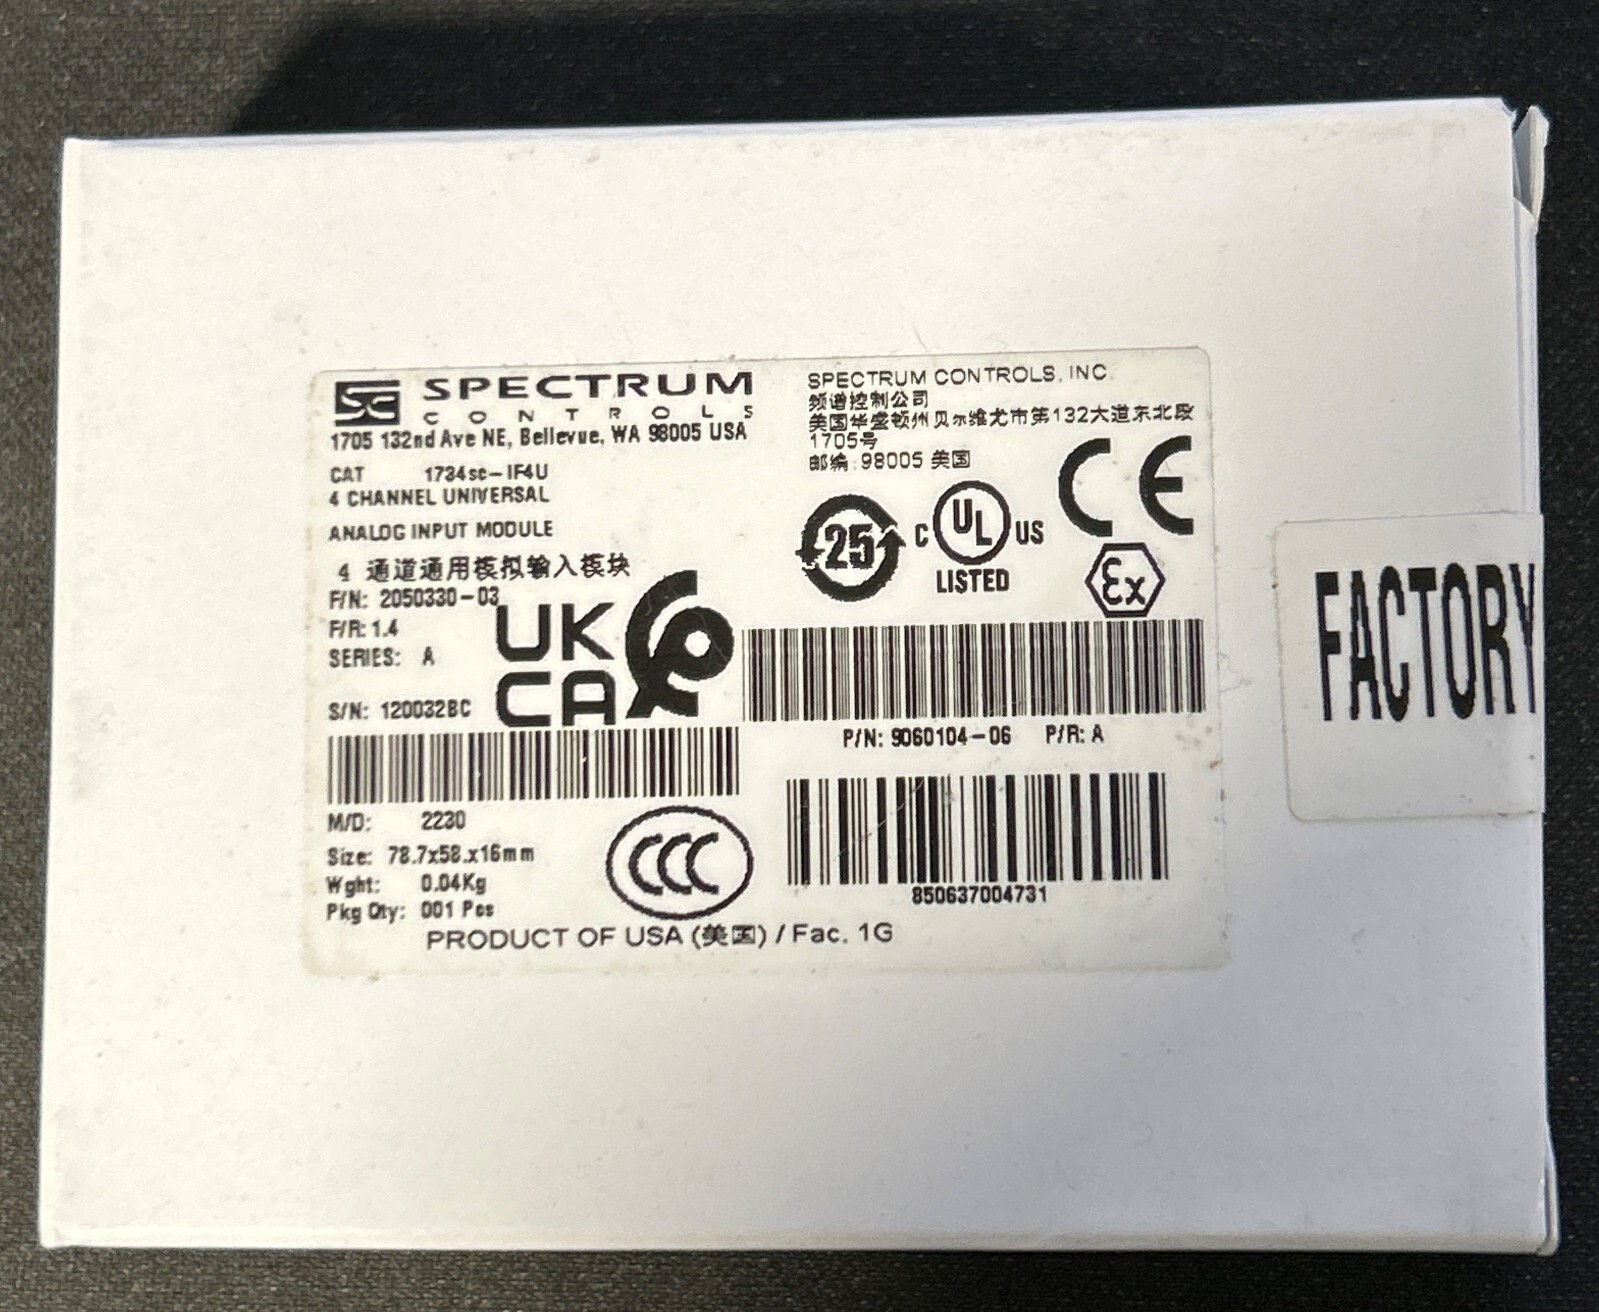 SC SPECTRUM
CONTROLS
1705 132nd Ave NE, Bellevue, WA 98005 USA
CAT 1734sc-IF4U
4 CHANNEL UNIVERSAL
ANALOG INPUT MODULE
4 通道通用模拟输入模块
F/N: 2050330-03
F/R: 1.4
SERIES: A
S/N: 120032BC
UK
CA
M/D: 2230
Size: 78.7x58.x16mm
Wght: 0.04Kg
Pkg Qty: 001 Pcs
CCC
PRODUCT OF USA (美国) / Fac. 1G
SPECTRUM CONTROLS, INC.
频谱控制公司
美国华盛顿州贝尔维尤市第132大道东北段
1705号
邮编: 98005 美国
25
C UL US
LISTED
CE
Ex
P/N: 9060104-06 P/R: A
850637004731
FACTORY